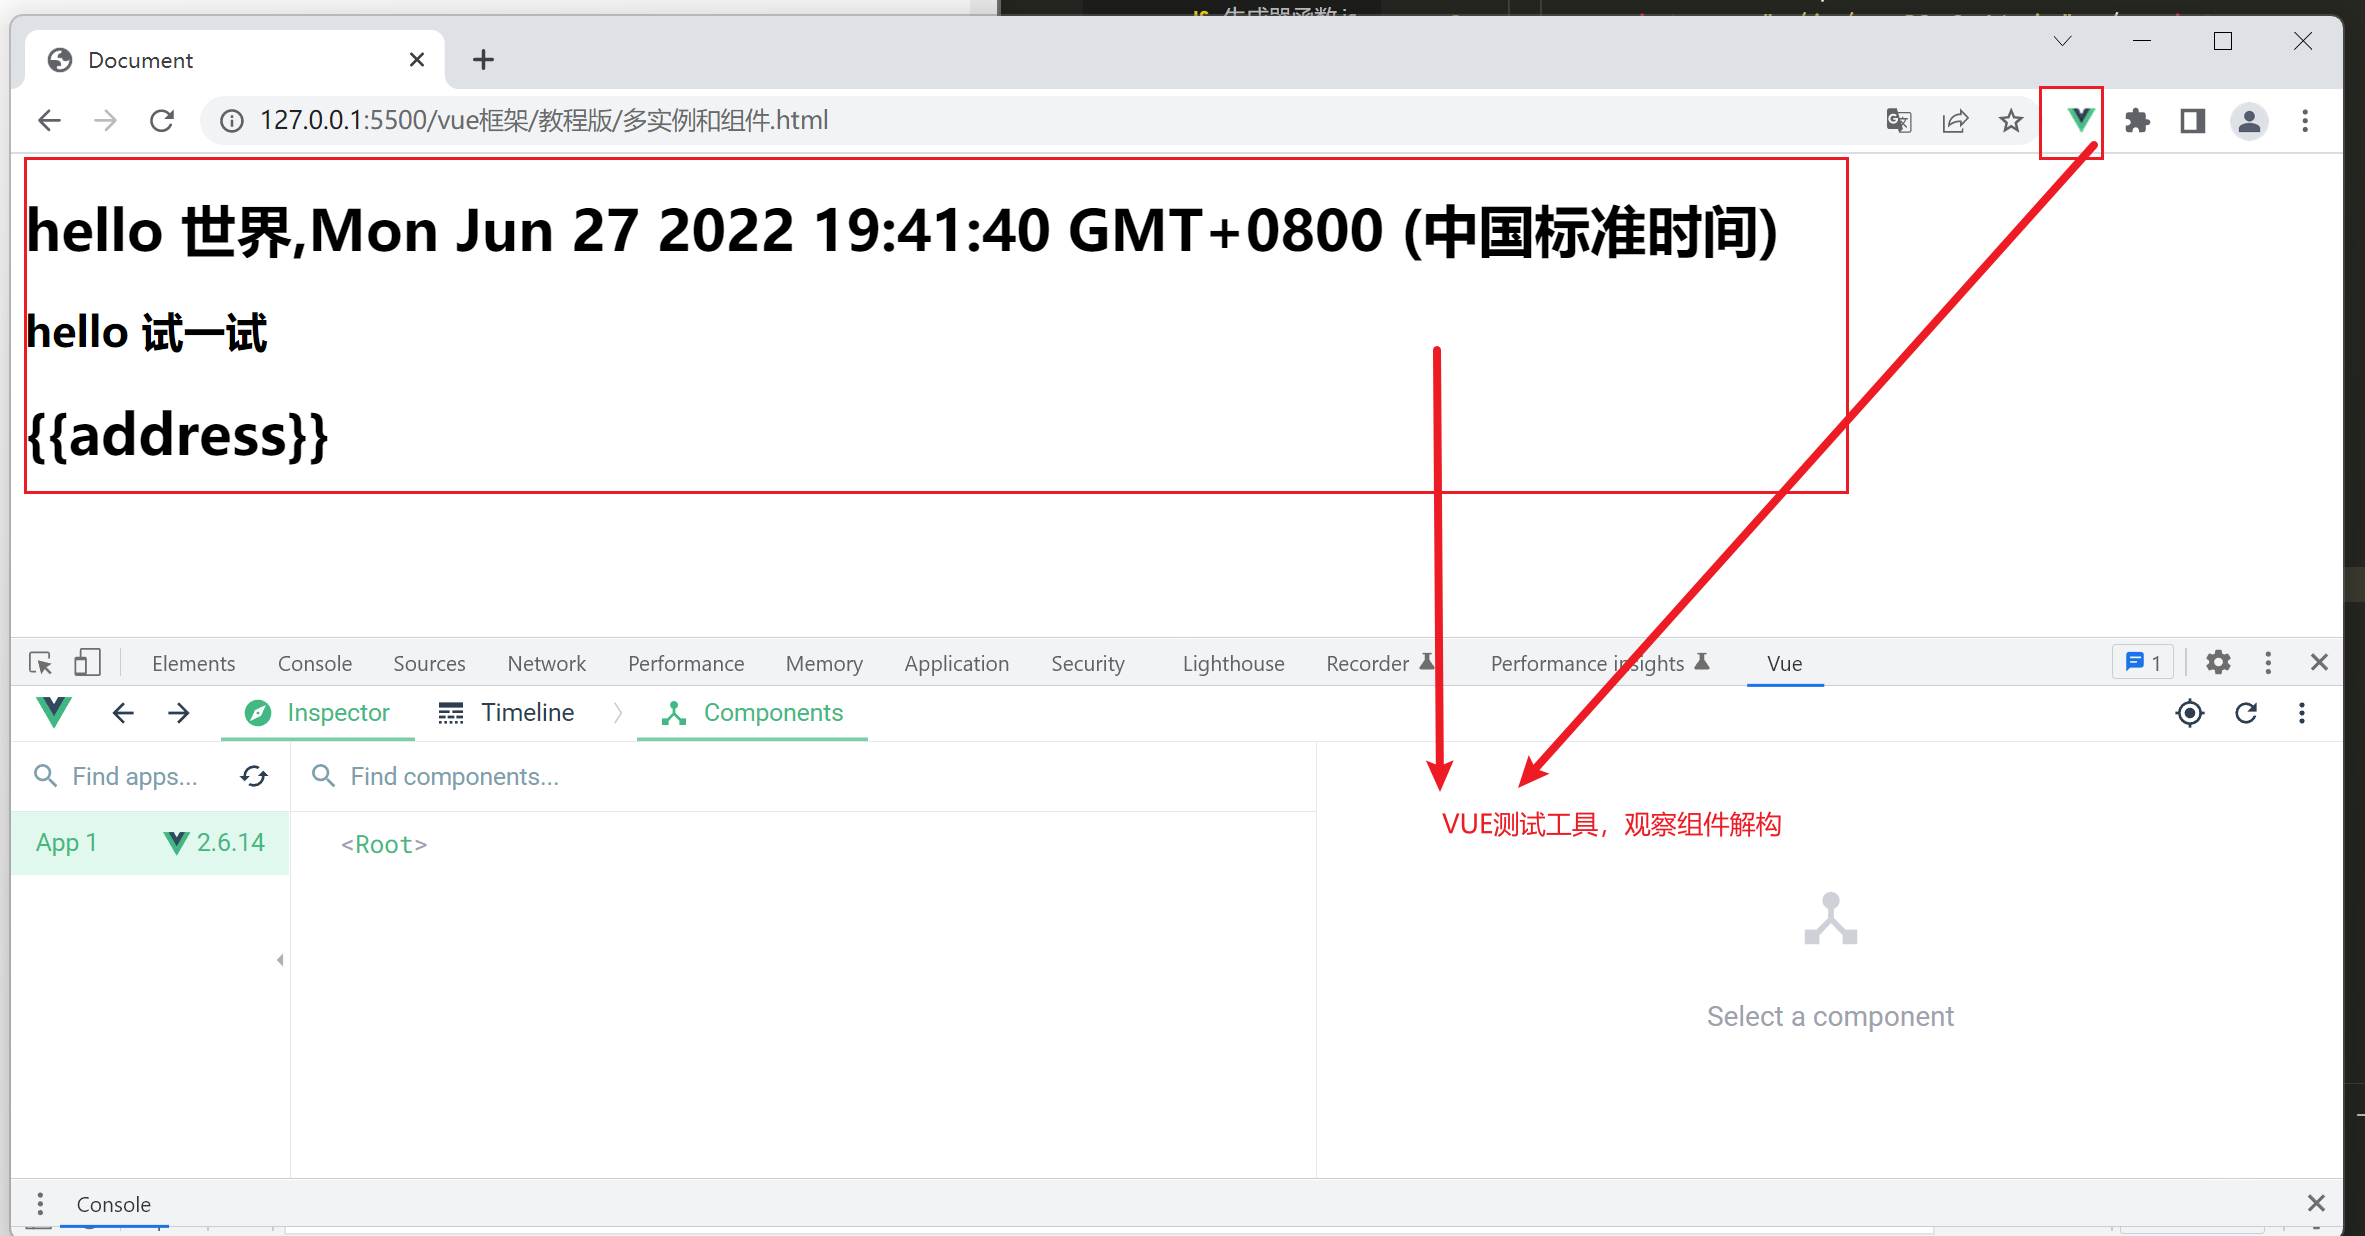 Document
127.0.0.1:5500/vue框架/教程版/多实例和组件.html
hello 世界,Mon Jun 27 2022 19:41:40 GMT+0800 (中国标准时间)
hello 试一试
{{address}}
Elements Console Sources Network Performance Memory Application Security Lighthouse Recorder Performance insights Vue 1
Inspector Timeline Components
Find apps... Find components...
App 1 2.6.14 <Root>
VUE测试工具，观察组件解构
Select a component
Console